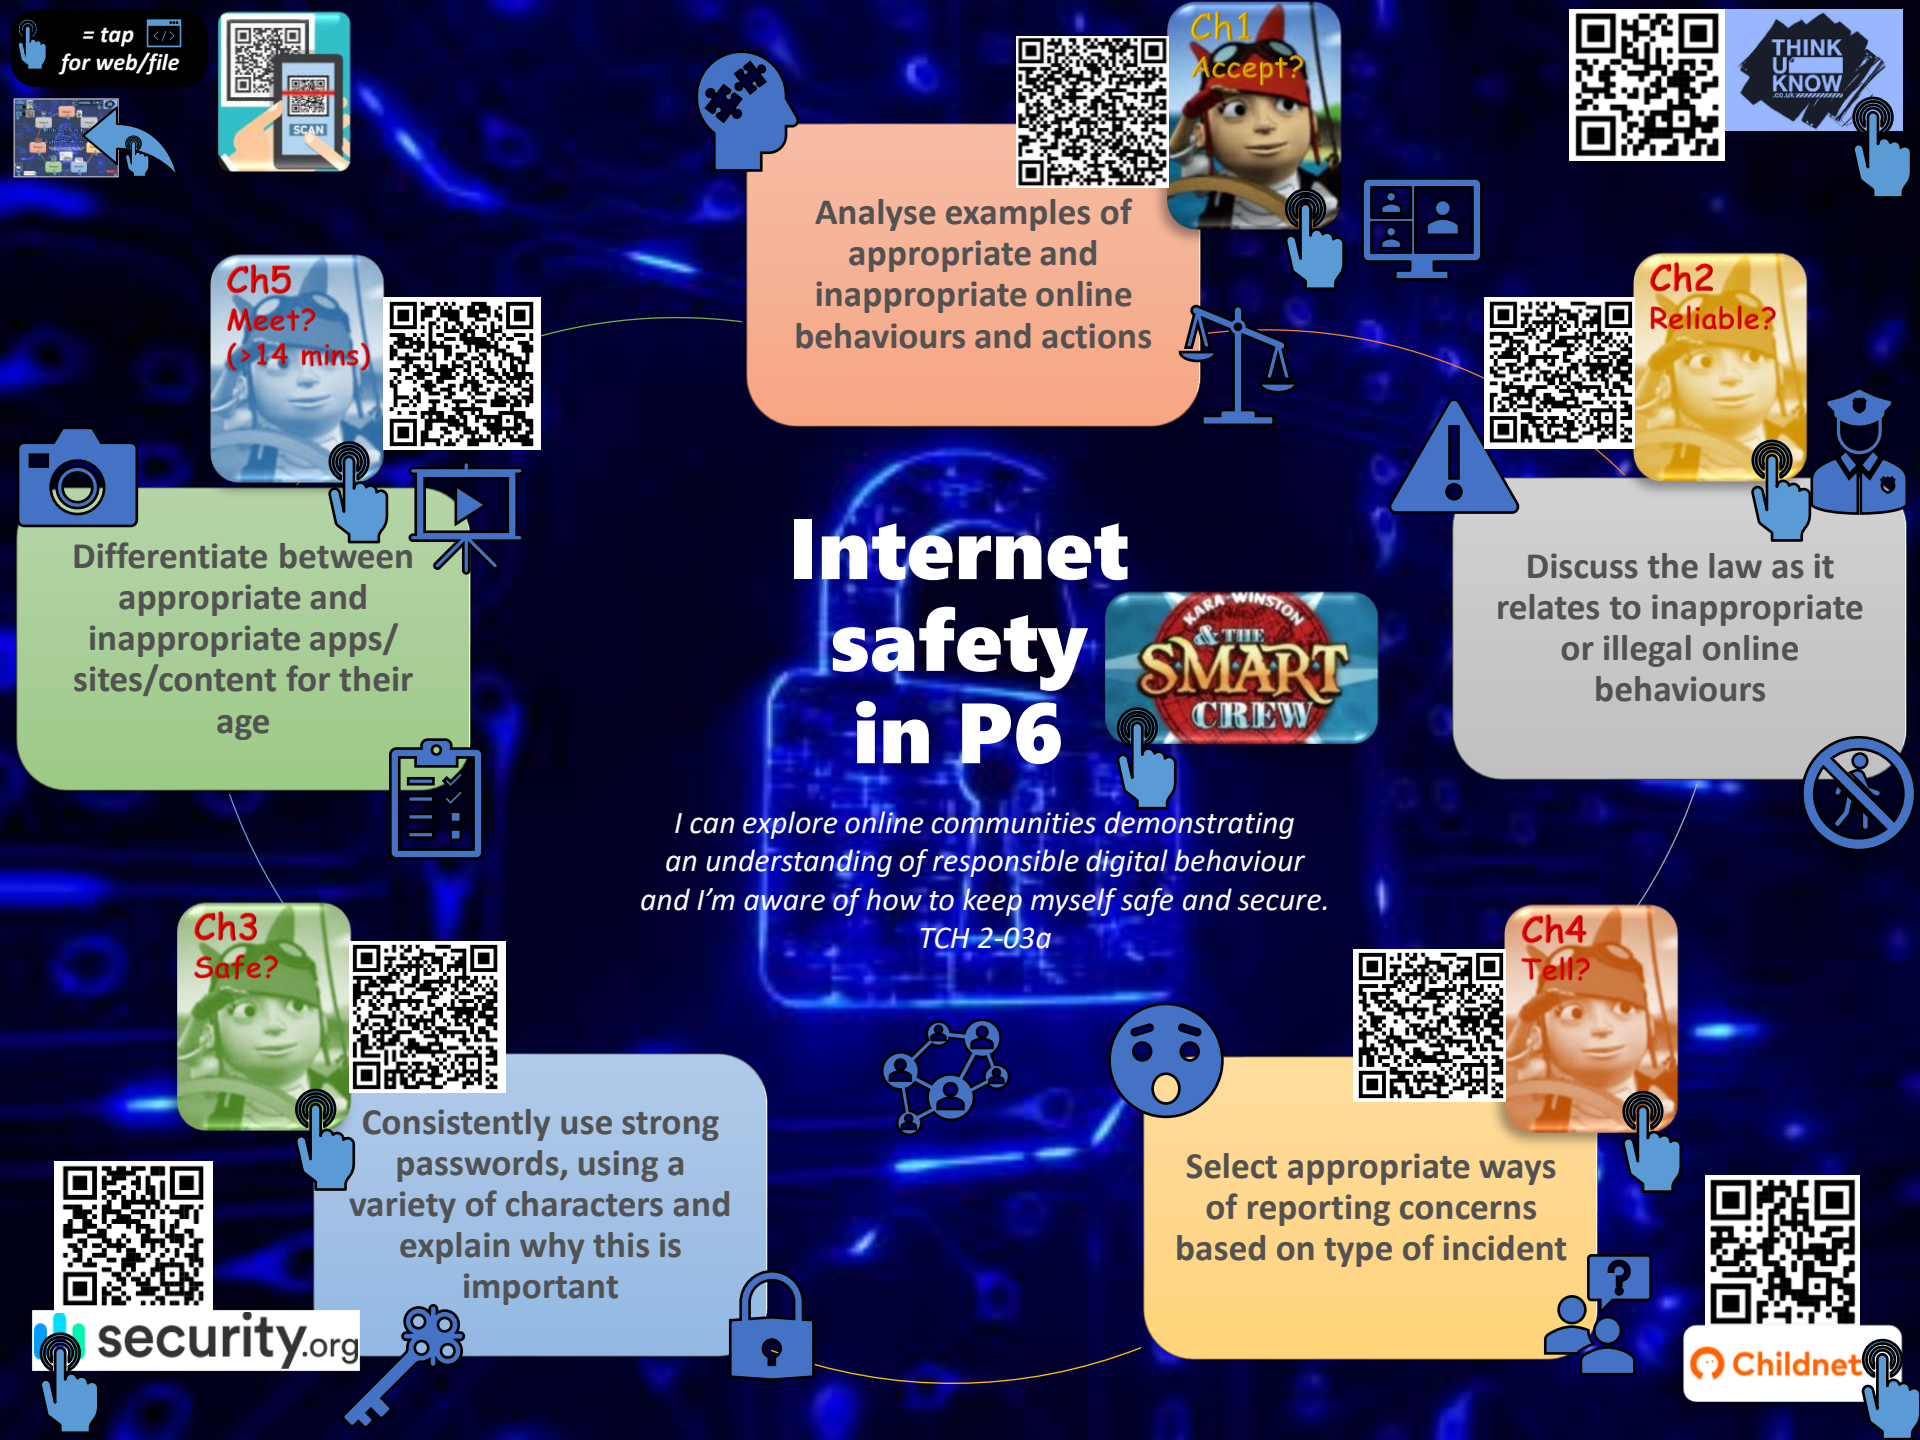 = tap
for web/file
SCAN
Ch1
Accept?
THINK
U
KNOW
.co.uk
Analyse examples of
appropriate and
inappropriate online
behaviours and actions
Ch5
Meet?
(>14 mins)
Ch2
Reliable?
Differentiate between
appropriate and
inappropriate apps/
sites/content for their
age
Internet
safety
in P6
KARA WINSTON
& THE
SMART
CREW
Discuss the law as it
relates to inappropriate
or illegal online
behaviours
I can explore online communities demonstrating
an understanding of responsible digital behaviour
and I'm aware of how to keep myself safe and secure.
TCH 2-03a
Ch3
Safe?
Ch4
Tell?
Consistently use strong
passwords, using a
variety of characters and
explain why this is
important
Select appropriate ways
of reporting concerns
based on type of incident
?
security.org
Childnet